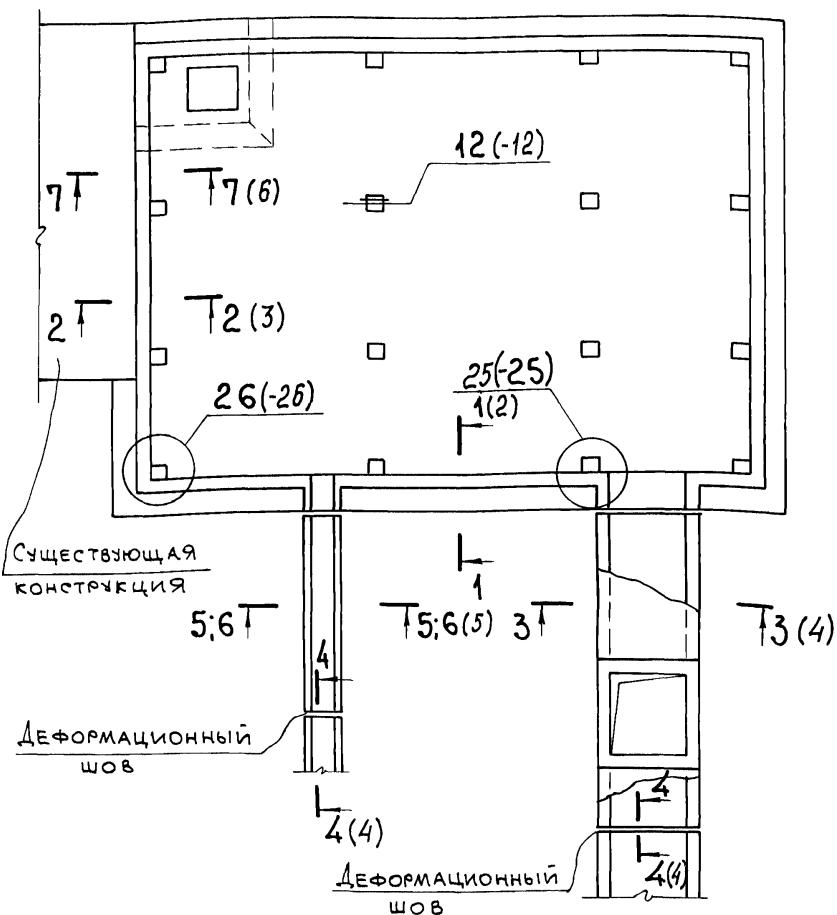 12 (-12)
7
7 (6)
2
2 (3)
26 (-26)
25 (-25)
1(2)
Существующая
конструкция
1
5;6
5;6 (5)
3
3 (4)
4
Деформационный
шов
4 (4)
4
4(4)
Деформационный
шов